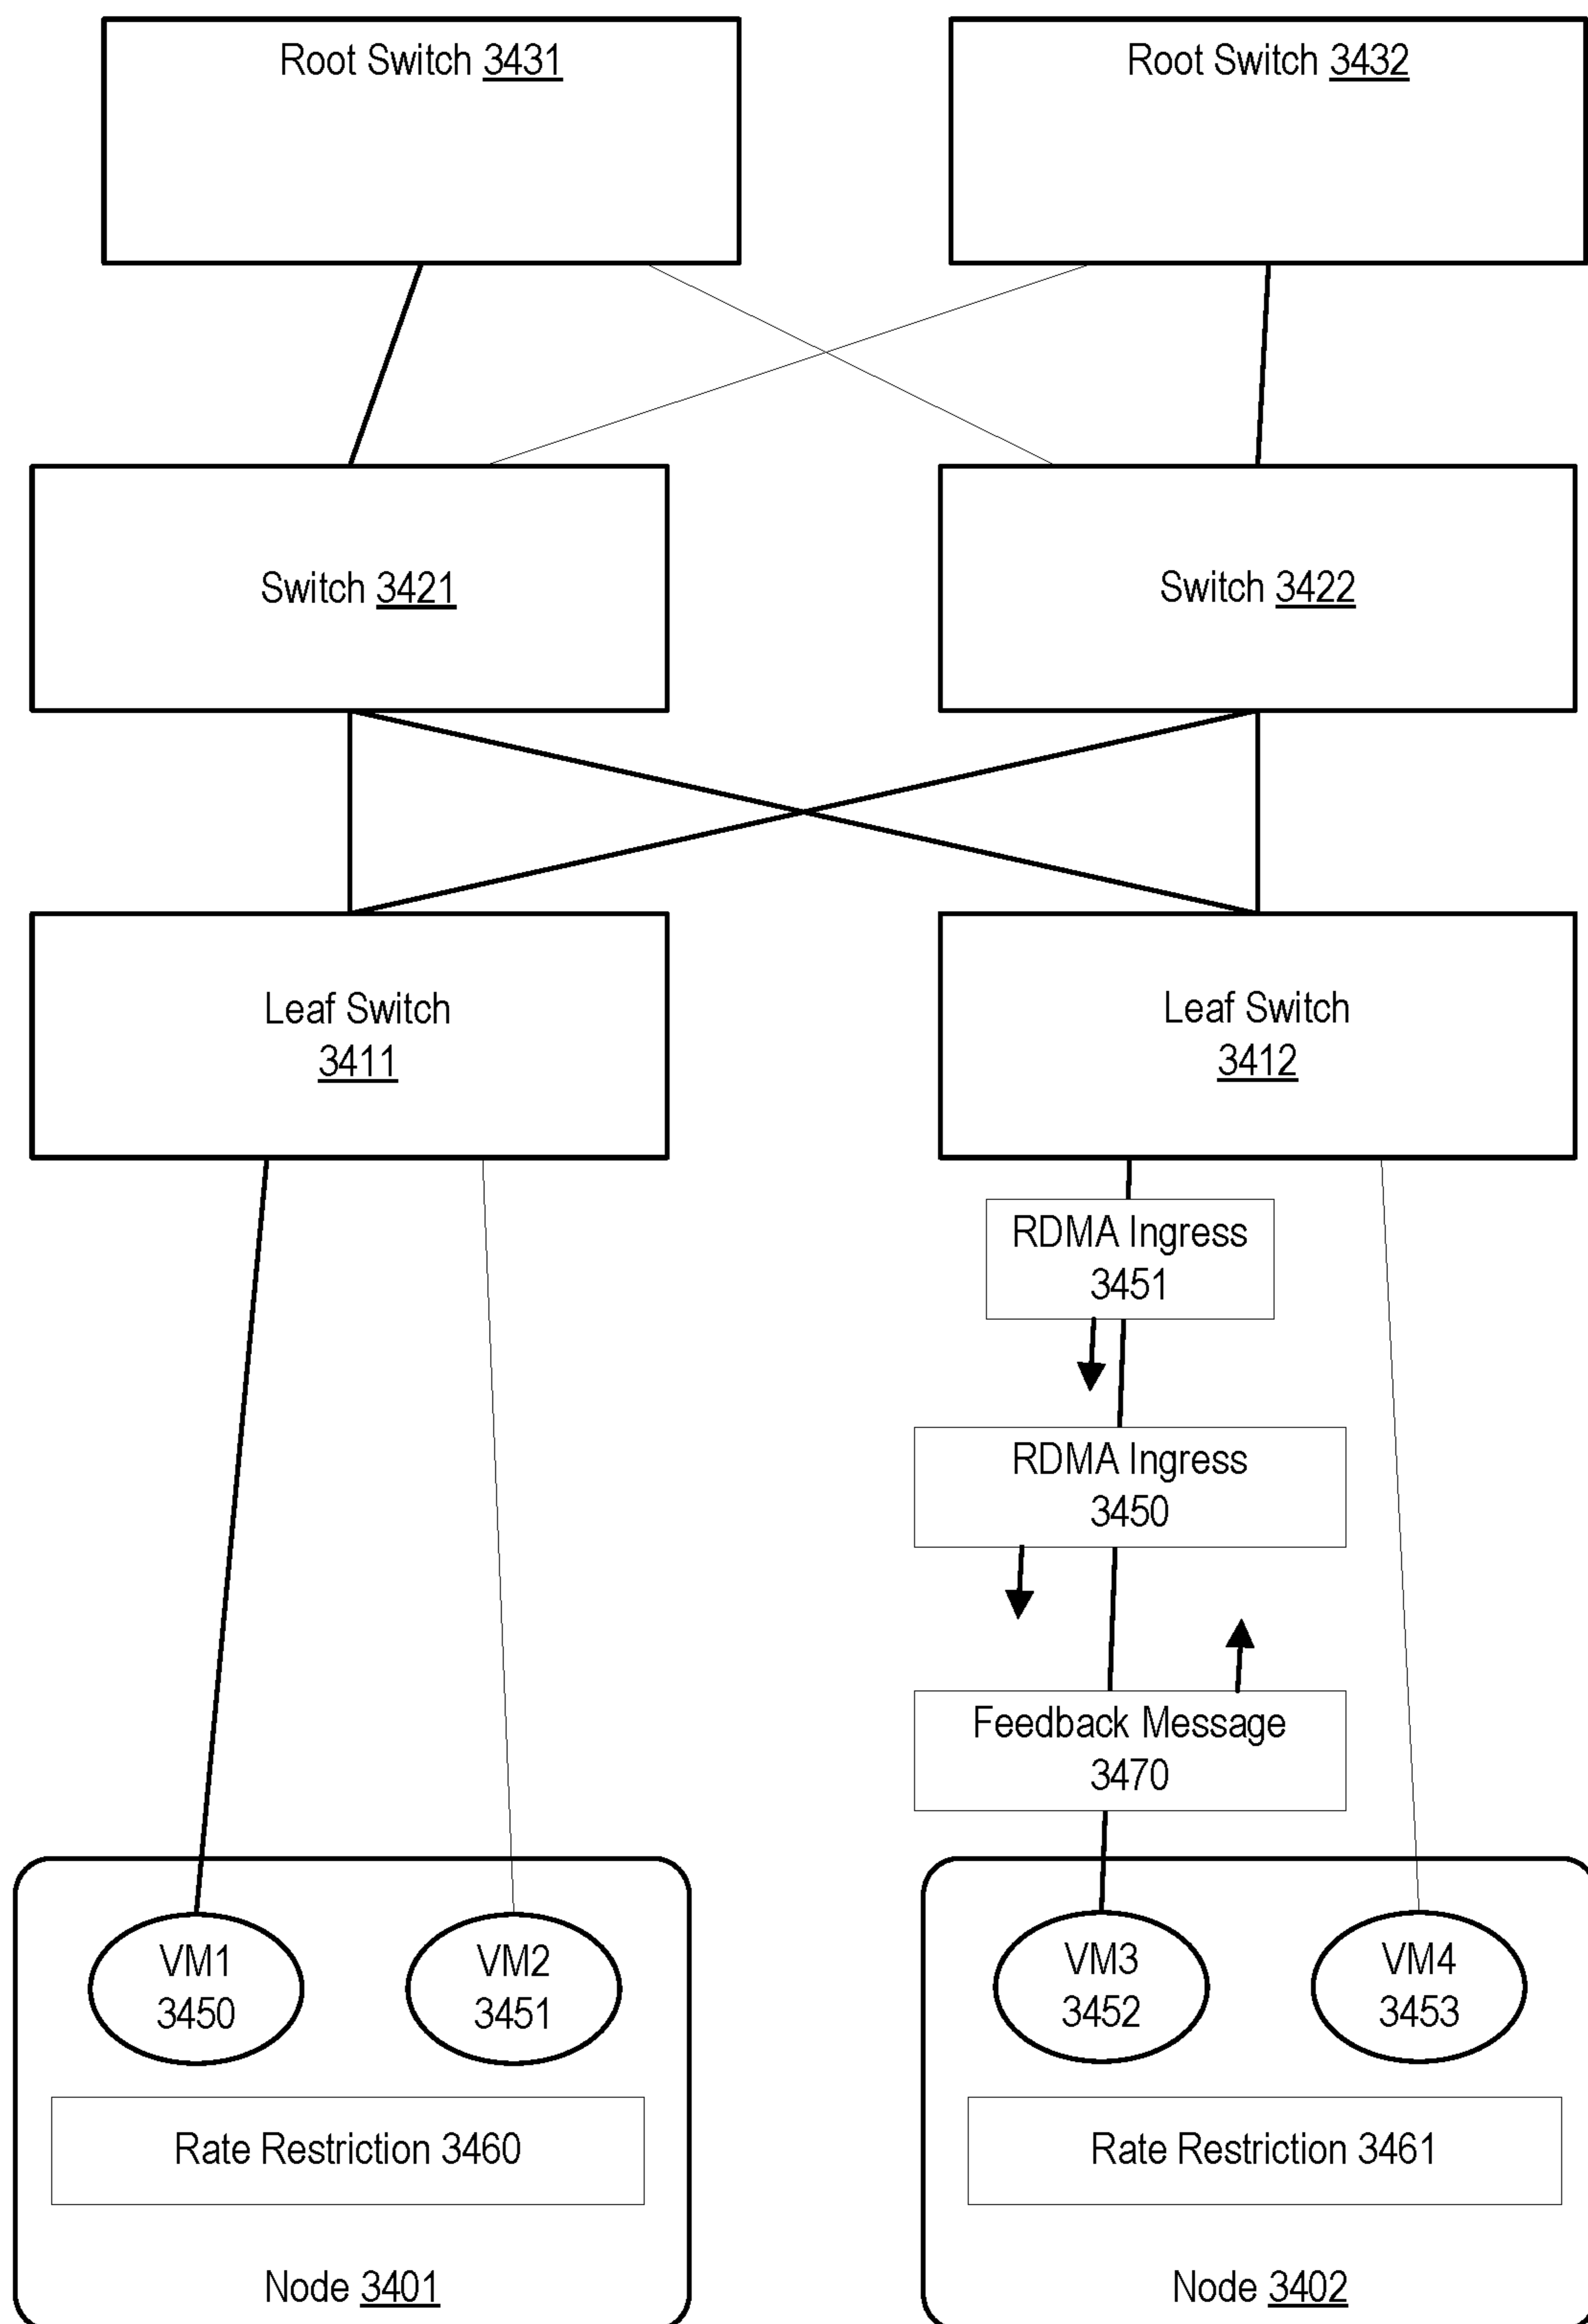 Root Switch 3431
Root Switch 3432
Switch 3421
Switch 3422
Leaf Switch
3411
Leaf Switch
3412
RDMA Ingress
3451
RDMA Ingress
3450
Feedback Message
3470
VM1
3450
VM2
3451
VM3
3452
VM4
3453
Rate Restriction 3460
Rate Restriction 3461
Node 3401
Node 3402